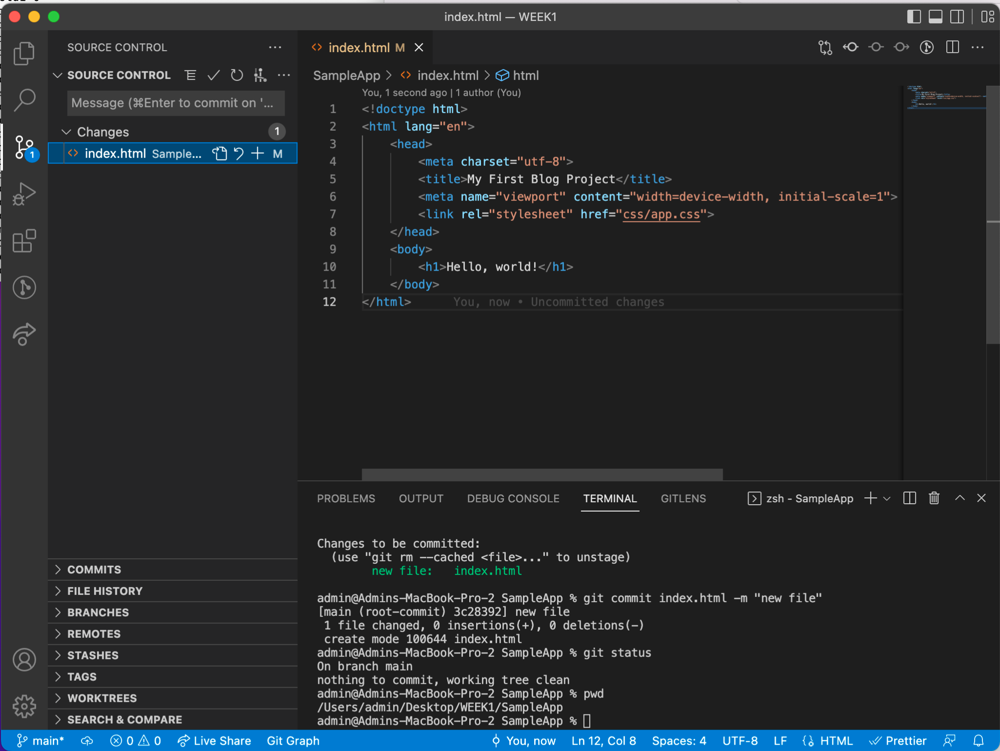 index.html — WEEK1
SOURCE CONTROL
SOURCE CONTROL
Message (⌘Enter to commit on '...
Changes 1
index.html Sample... M
1
COMMITS
FILE HISTORY
BRANCHES
REMOTES
STASHES
TAGS
WORKTREES
SEARCH & COMPARE
index.html M
SampleApp > index.html > html
You, 1 second ago | 1 author (You)
1 <!doctype html>
2 <html lang="en">
3 <head>
4 <meta charset="utf-8">
5 <title>My First Blog Project</title>
6 <meta name="viewport" content="width=device-width, initial-scale=1">
7 <link rel="stylesheet" href="css/app.css">
8 </head>
9 <body>
10 <h1>Hello, world!</h1>
11 </body>
12 </html> You, now • Uncommitted changes
PROBLEMS OUTPUT DEBUG CONSOLE TERMINAL GITLENS zsh - SampleApp
Changes to be committed:
(use "git rm --cached <file>..." to unstage)
new file: index.html
admin@Admins-MacBook-Pro-2 SampleApp % git commit index.html -m "new file"
[main (root-commit) 3c28392] new file
1 file changed, 0 insertions(+), 0 deletions(-)
create mode 100644 index.html
admin@Admins-MacBook-Pro-2 SampleApp % git status
On branch main
nothing to commit, working tree clean
admin@Admins-MacBook-Pro-2 SampleApp % pwd
/Users/admin/Desktop/WEEK1/SampleApp
admin@Admins-MacBook-Pro-2 SampleApp %
main* 0 0 Live Share Git Graph You, now Ln 12, Col 8 Spaces: 4 UTF-8 LF HTML Prettier